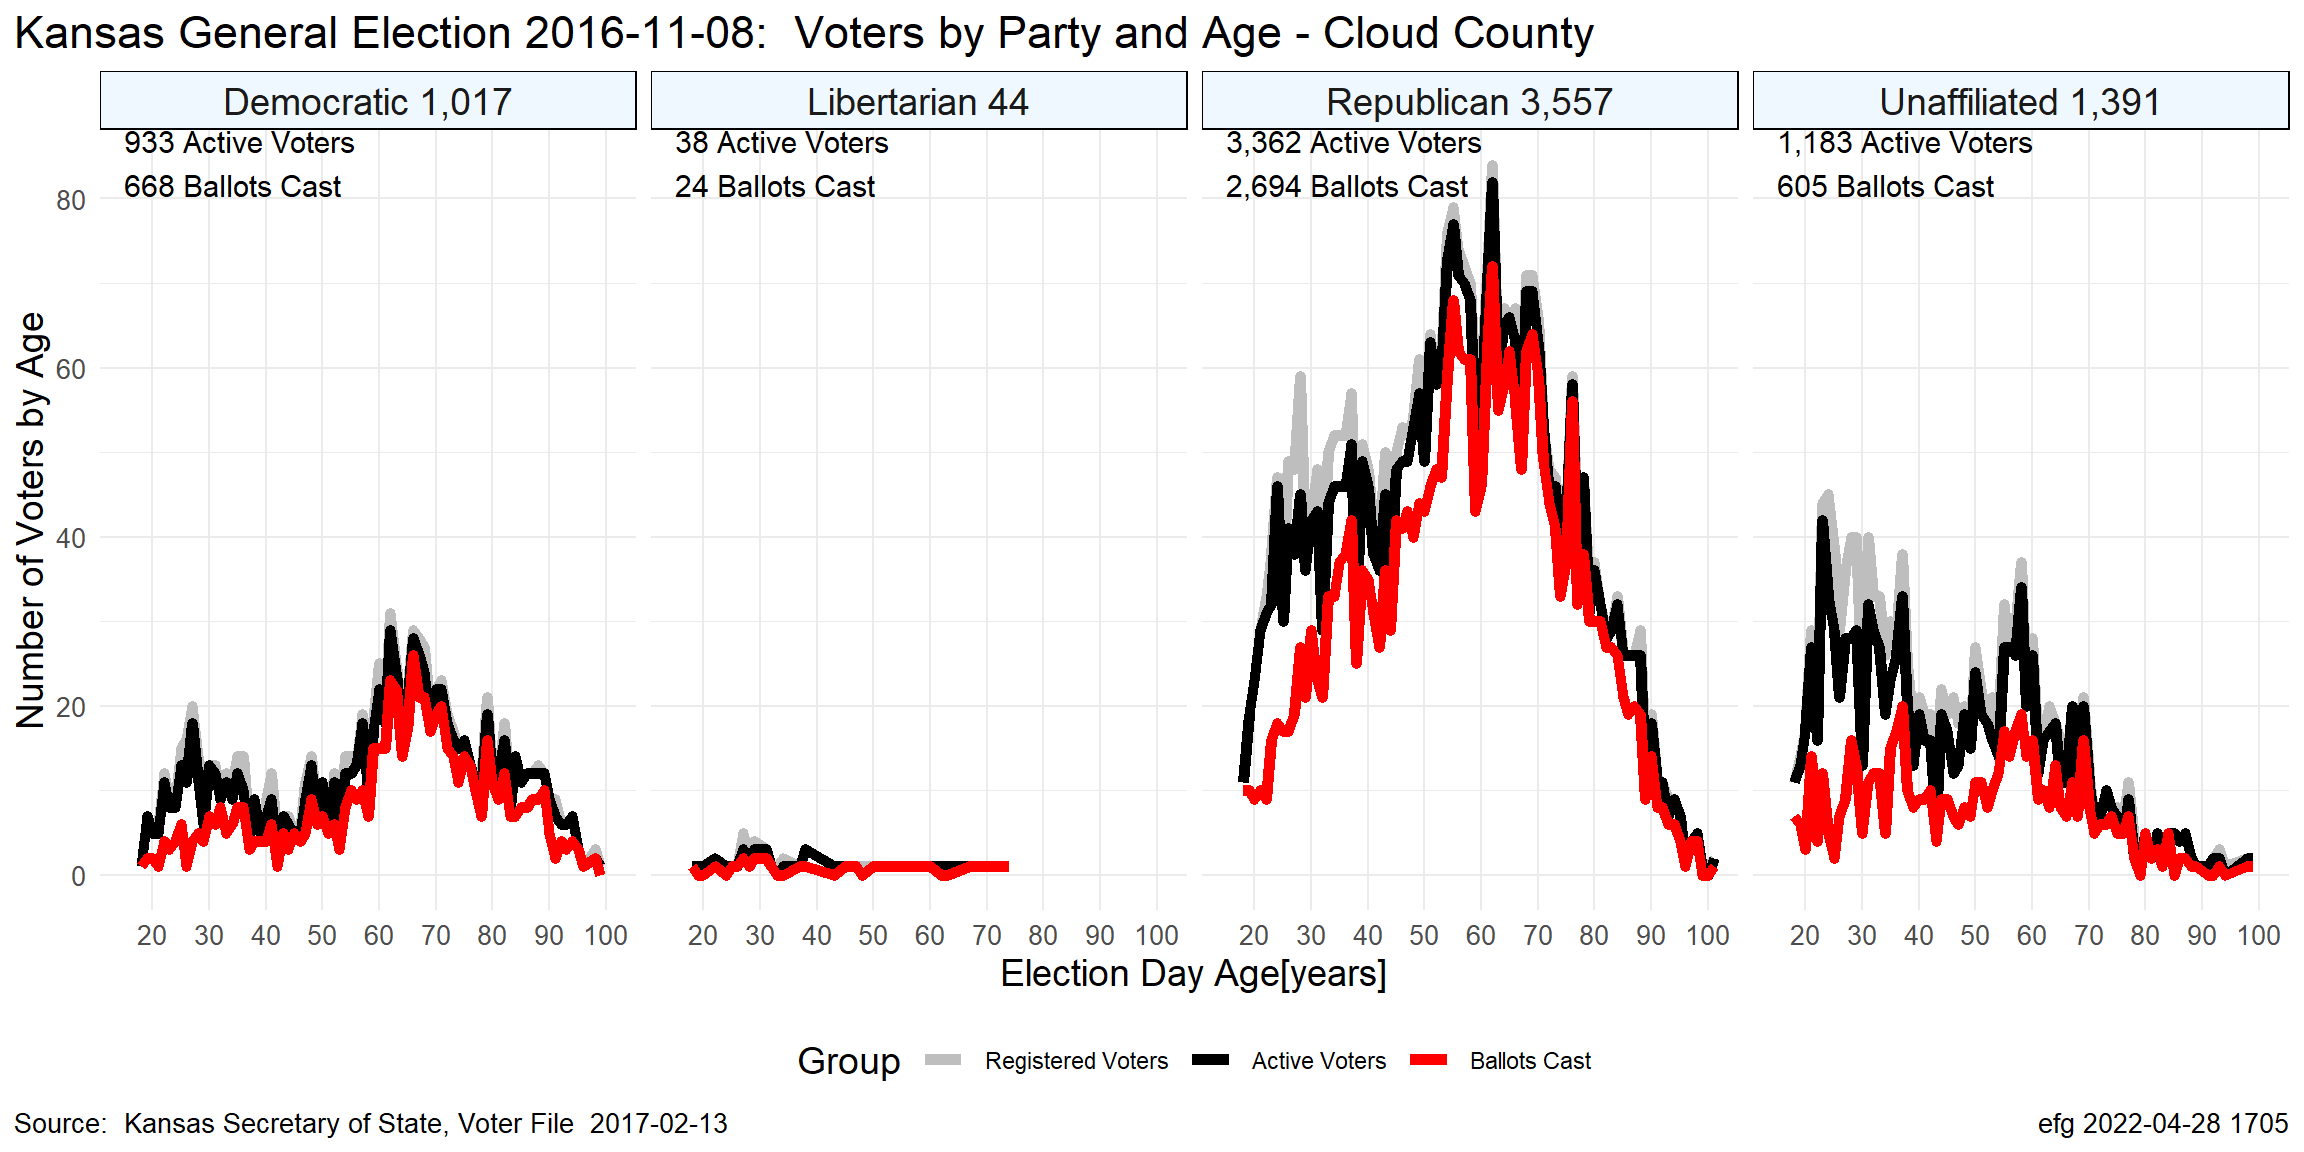 Kansas General Election 2016-11-08:  Voters by Party and Age - Cloud County
Democratic 1,017
Libertarian 44
Republican 3,557
Unaffiliated 1,391
933 Active Voters
668 Ballots Cast
38 Active Voters
24 Ballots Cast
3,362 Active Voters
2,694 Ballots Cast
1,183 Active Voters
605 Ballots Cast
Number of Voters by Age
80
60
40
20
0
20 30 40 50 60 70 80 90 100
20 30 40 50 60 70 80 90 100
20 30 40 50 60 70 80 90 100
20 30 40 50 60 70 80 90 100
Election Day Age[years]
Group Registered Voters Active Voters Ballots Cast
Source:  Kansas Secretary of State, Voter File  2017-02-13
efg 2022-04-28 1705